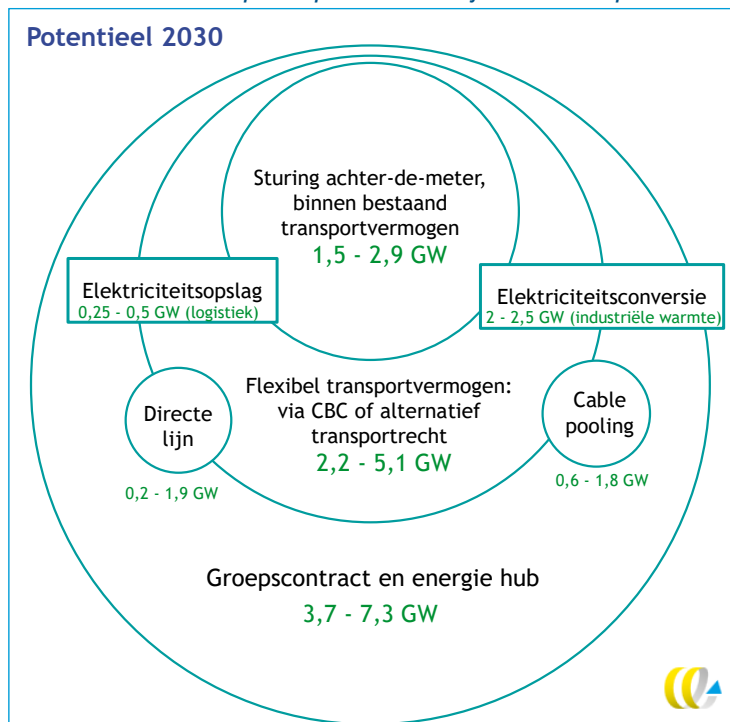 Potentieel 2030
Sturing achter-de-meter,
binnen bestaand
transportvermogen
1,5 - 2,9 GW
Elektriciteitsopslag
0,25 - 0,5 GW (logistiek)
Elektriciteitsconversie
2 - 2,5 GW (industriële warmte)
Flexibel transportvermogen:
via CBC of alternatief
transportrecht
2,2 - 5,1 GW
Directe
lijn
0,2 - 1,9 GW
Cable
pooling
0,6 - 1,8 GW
Groepscontract en energie hub
3,7 - 7,3 GW